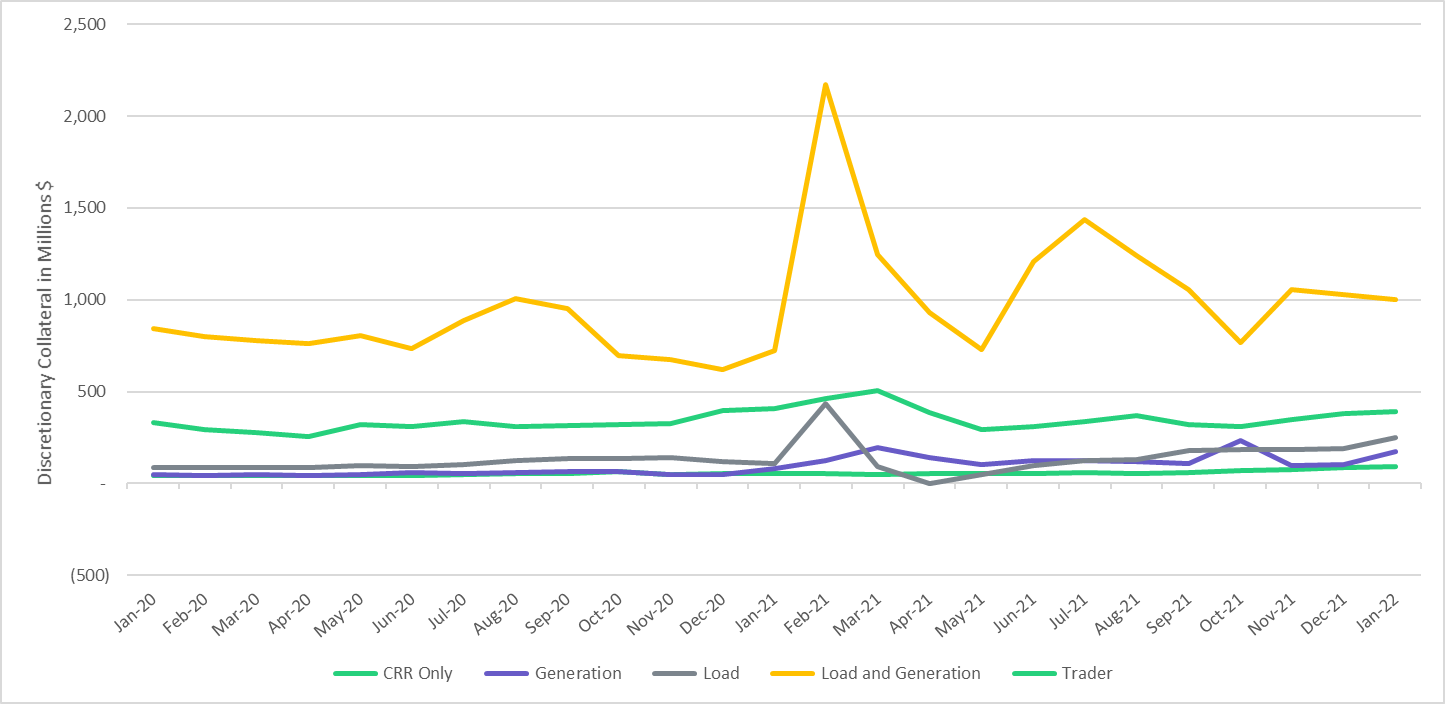 Discretionary Collateral in Millions $
2,500
2,000
1,500
1,000
500
-
(500)
Jan-20
Feb-20
Mar-20
Apr-20
May-20
Jun-20
Jul-20
Aug-20
Sep-20
Oct-20
Nov-20
Dec-20
Jan-21
Feb-21
Mar-21
Apr-21
May-21
Jun-21
Jul-21
Aug-21
Sep-21
Oct-21
Nov-21
Dec-21
Jan-22
CRR Only
Generation
Load
Load and Generation
Trader